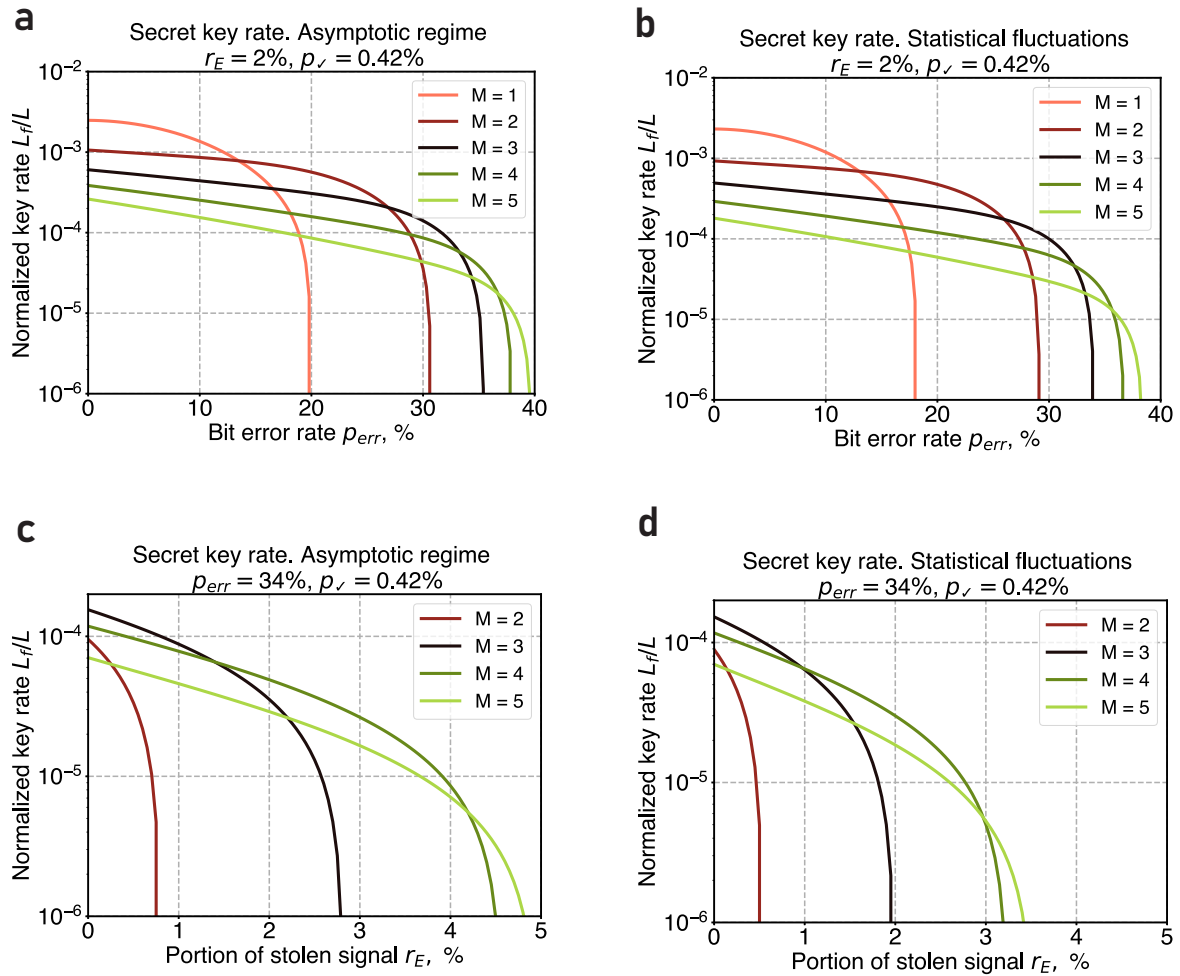 a
Secret key rate. Asymptotic regime
r_E = 2%, p_✓ = 0.42%
Normalized key rate L_f/L
10⁻²
10⁻³
10⁻⁴
10⁻⁵
10⁻⁶
M = 1
M = 2
M = 3
M = 4
M = 5
0 10 20 30 40
Bit error rate p_err, %
b
Secret key rate. Statistical fluctuations
r_E = 2%, p_✓ = 0.42%
Normalized key rate L_f/L
10⁻²
10⁻³
10⁻⁴
10⁻⁵
10⁻⁶
M = 1
M = 2
M = 3
M = 4
M = 5
0 10 20 30 40
Bit error rate p_err, %
c
Secret key rate. Asymptotic regime
p_err = 34%, p_✓ = 0.42%
Normalized key rate L_f/L
10⁻⁴
10⁻⁵
10⁻⁶
M = 2
M = 3
M = 4
M = 5
0 1 2 3 4 5
Portion of stolen signal r_E, %
d
Secret key rate. Statistical fluctuations
p_err = 34%, p_✓ = 0.42%
Normalized key rate L_f/L
10⁻⁴
10⁻⁵
10⁻⁶
M = 2
M = 3
M = 4
M = 5
0 1 2 3 4 5
Portion of stolen signal r_E, %